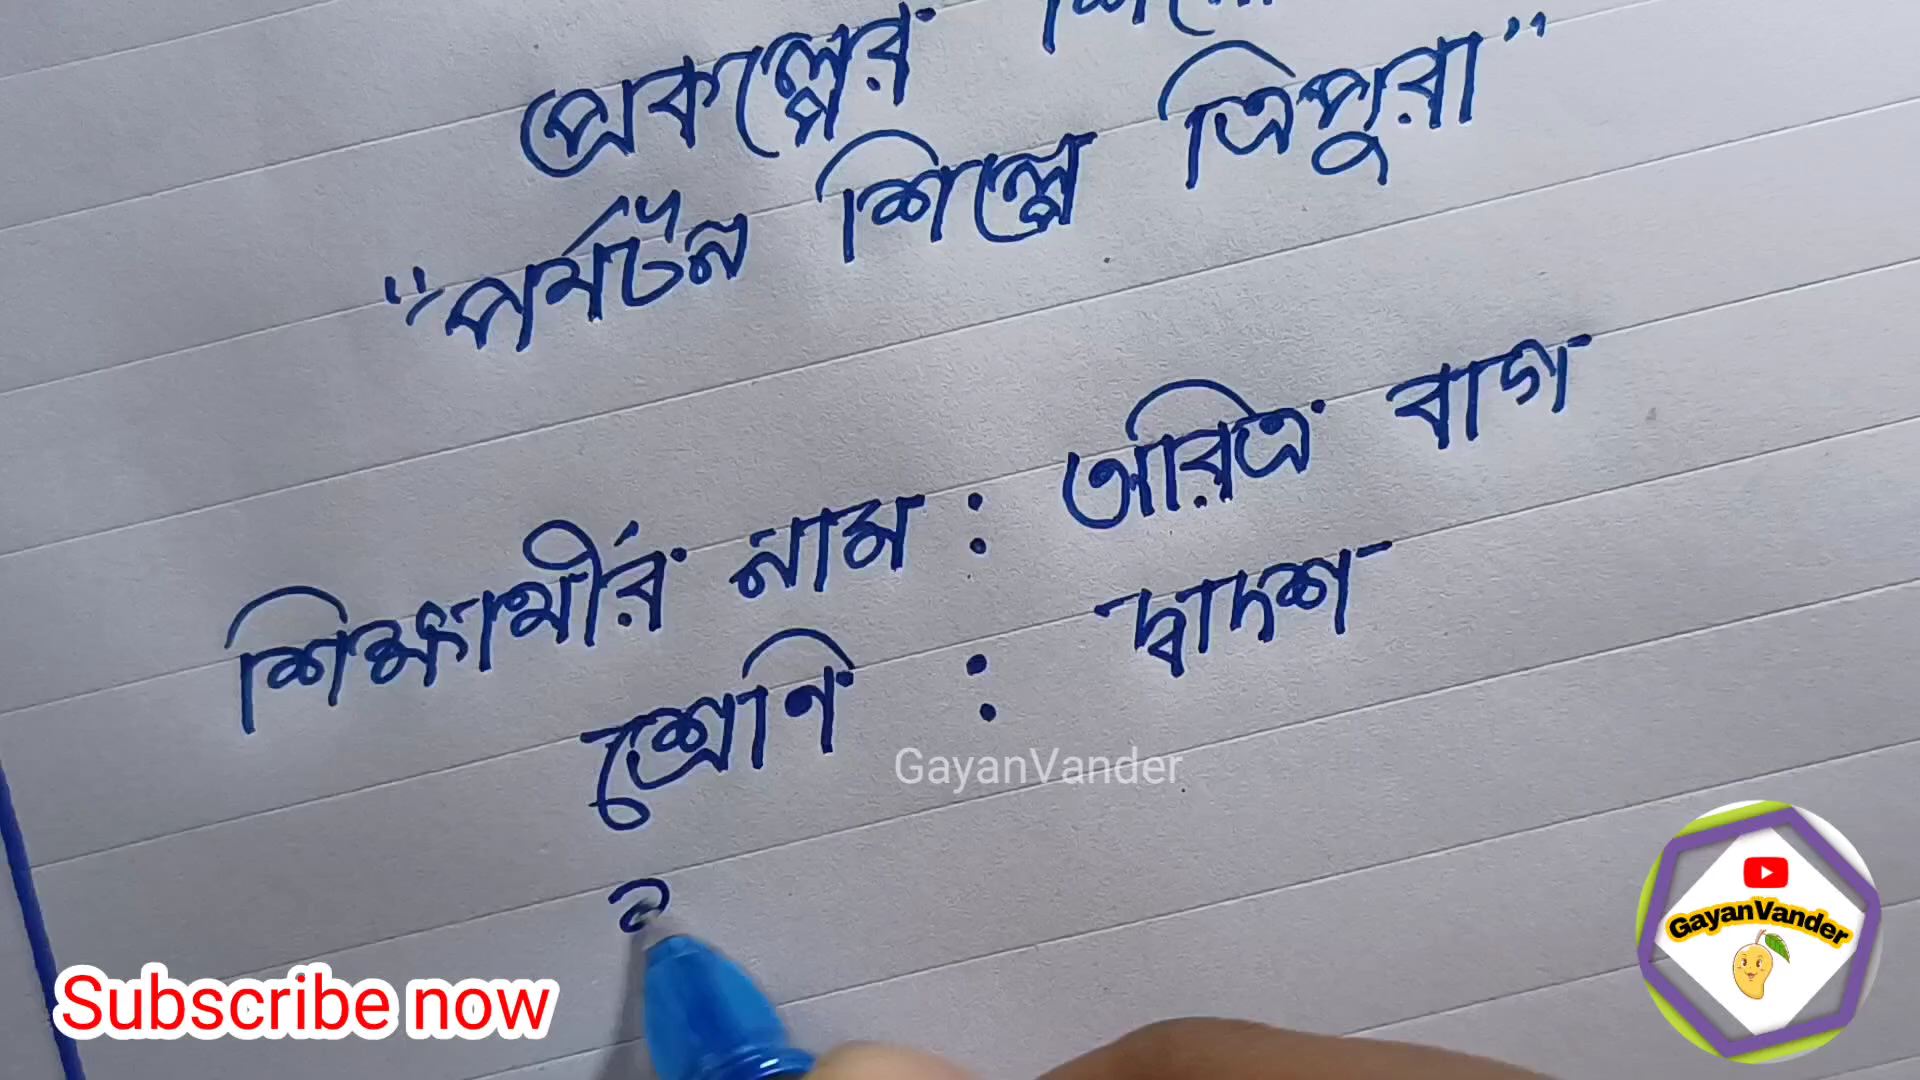 প্রকল্পের
“পর্যটন শিল্পে ত্রিপুরা”
শিক্ষার্থীর নাম : অরিত্র বাগ
শ্রেণি : দ্বাদশ
GayanVander
GayanVander
Subscribe now